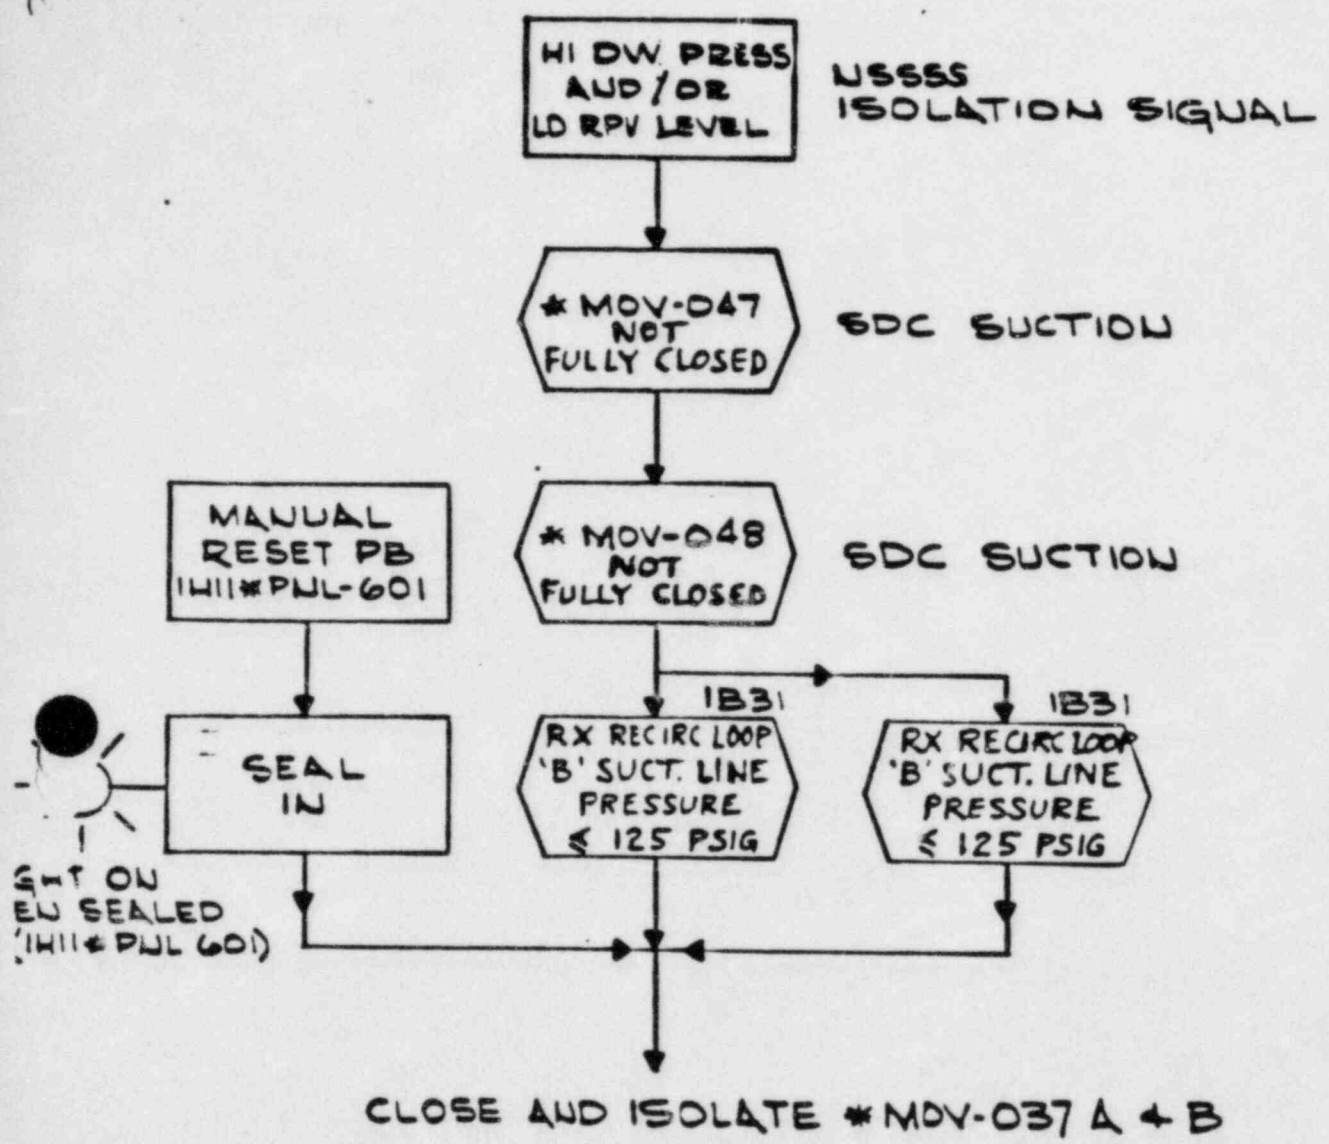 HI DW PRESS
AND/OR
LO RPV LEVEL
NSSSS
ISOLATION SIGNAL
* MOV-047
NOT
FULLY CLOSED
SDC SUCTION
* MOV-048
NOT
FULLY CLOSED
SDC SUCTION
MANUAL
RESET PB
1H11*PNL-601
SEAL
IN
ON
SEALED
1H11*PNL 601)
1B31
RX RECIRC LOOP
'B' SUCT. LINE
PRESSURE
≤ 125 PSIG
1B31
RX RECIRC LOOP
'B' SUCT. LINE
PRESSURE
≤ 125 PSIG
CLOSE AND ISOLATE *MOV-037 A & B